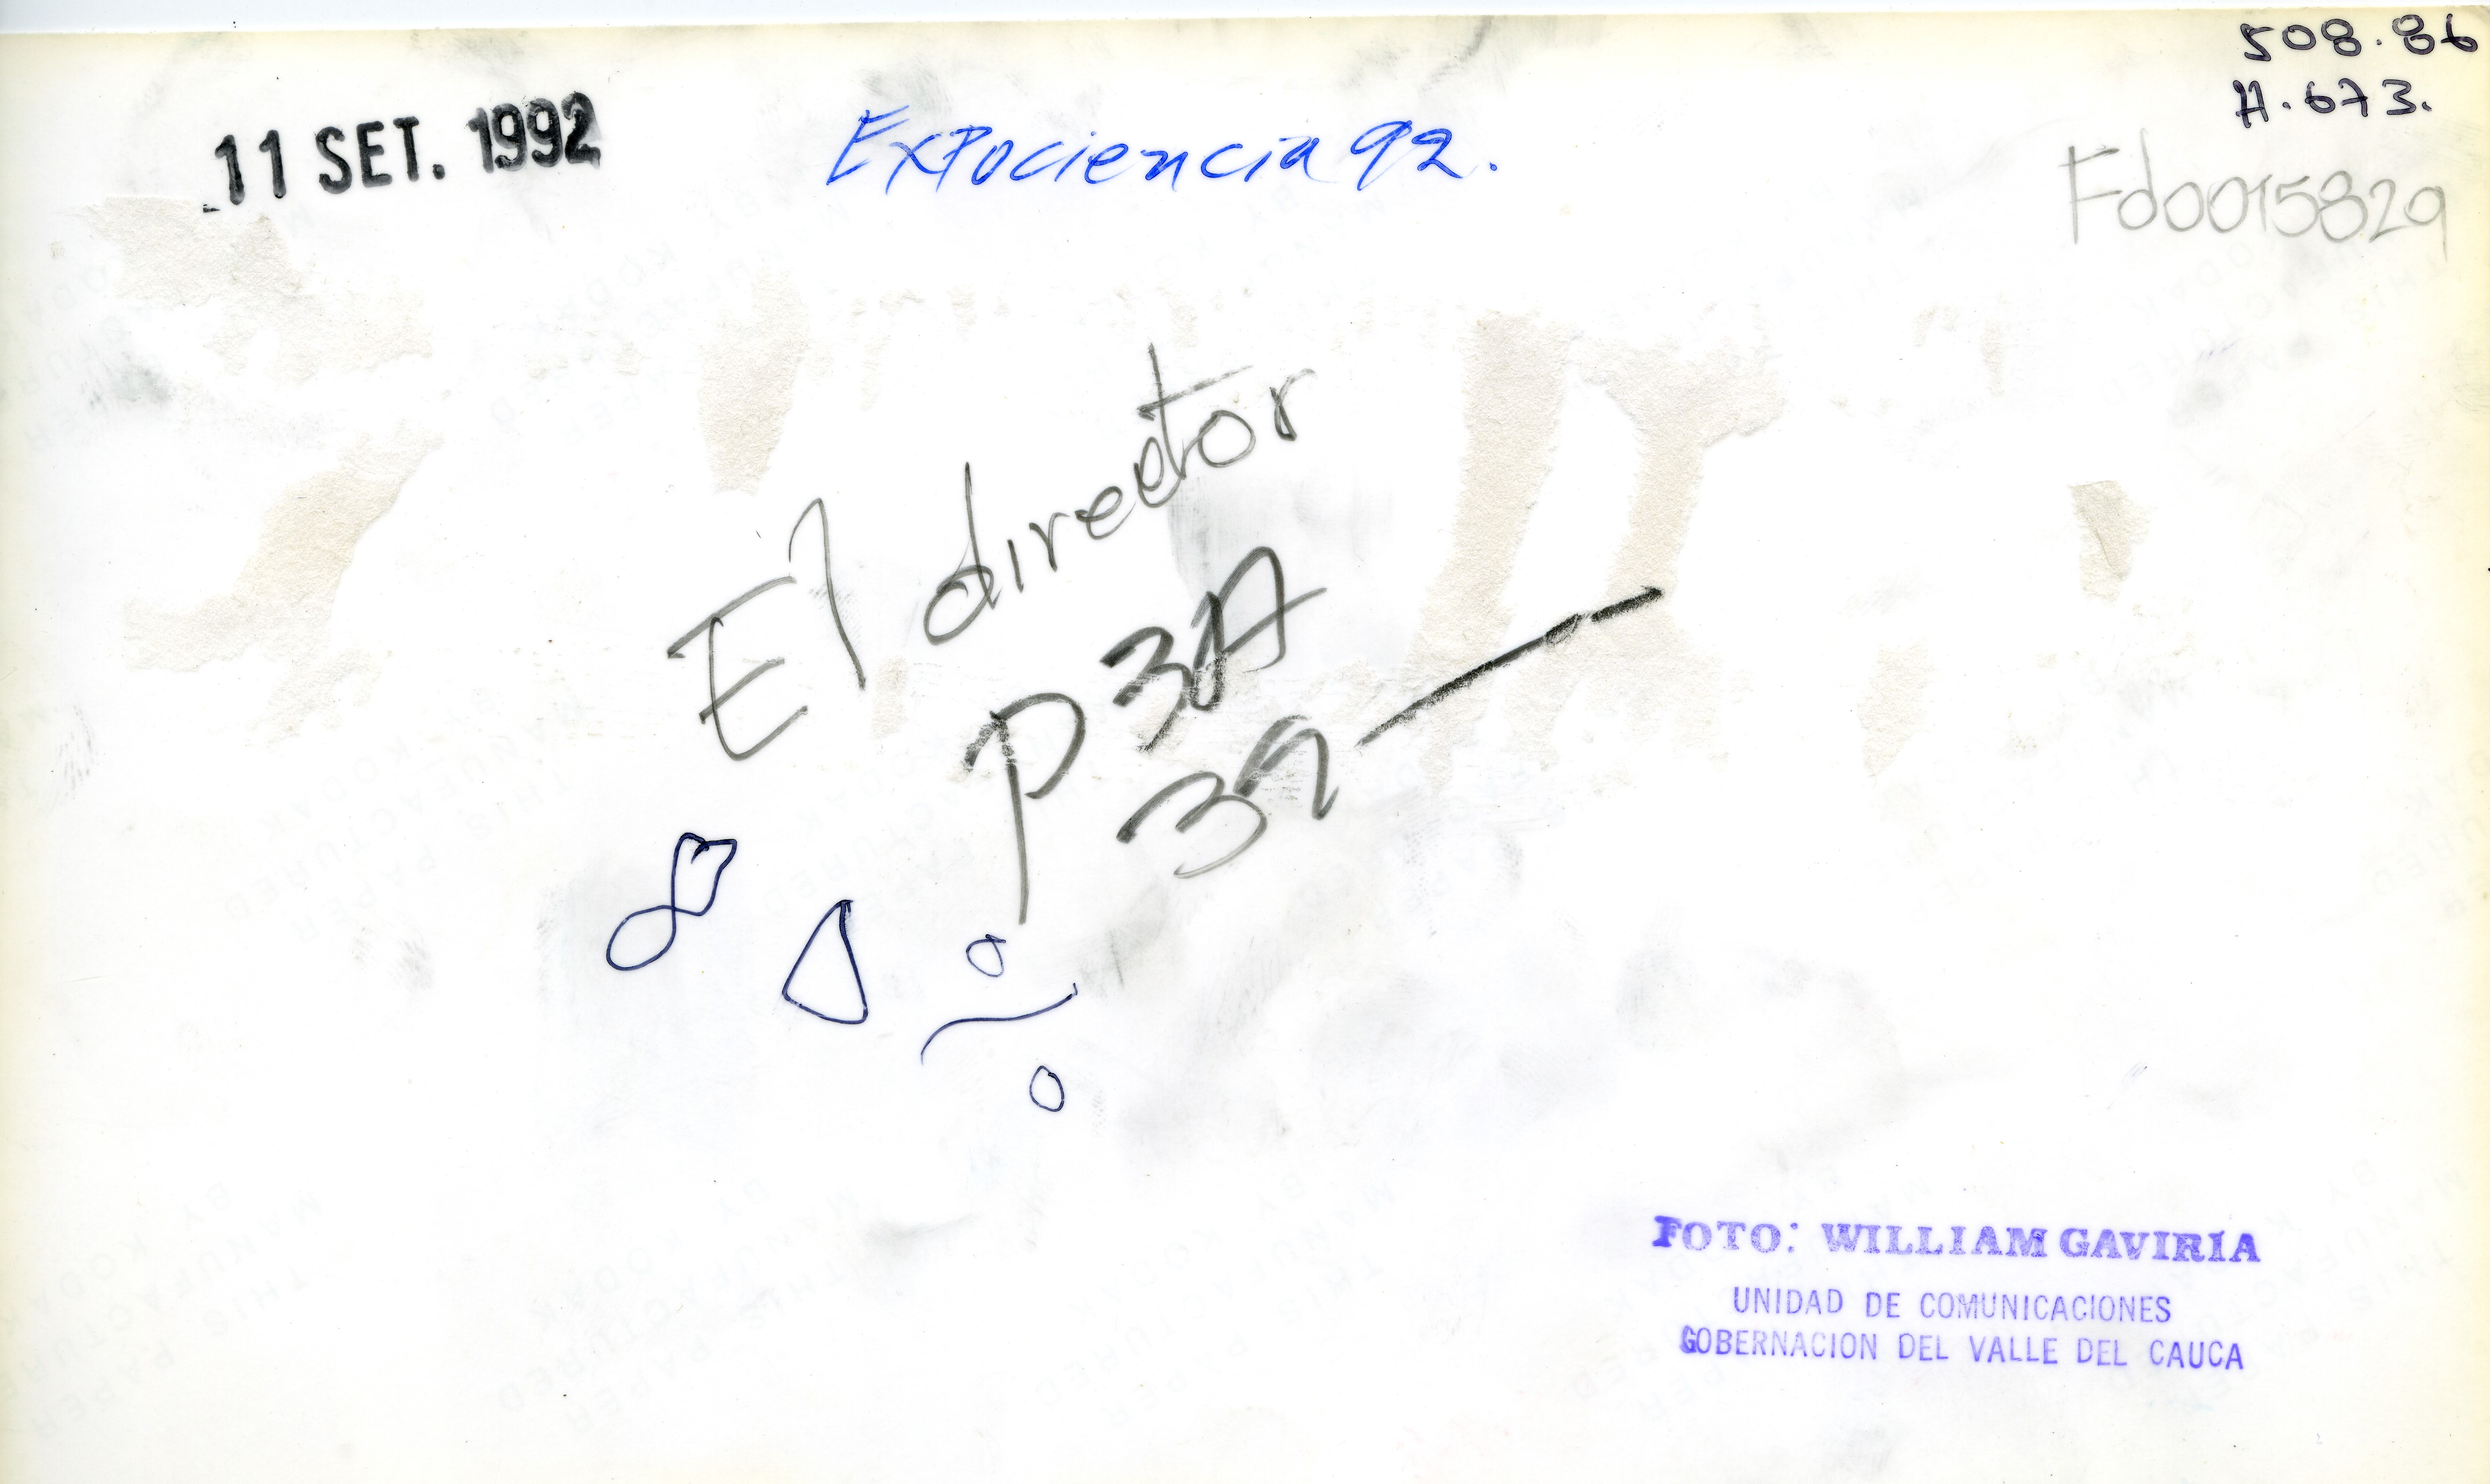 508.86
A.673.
11 SET. 1992
Expociencia 92.
Fd0015829
El director
P 3A
39
FOTO: WILLIAM GAVIRIA
UNIDAD DE COMUNICACIONES
GOBERNACION DEL VALLE DEL CAUCA